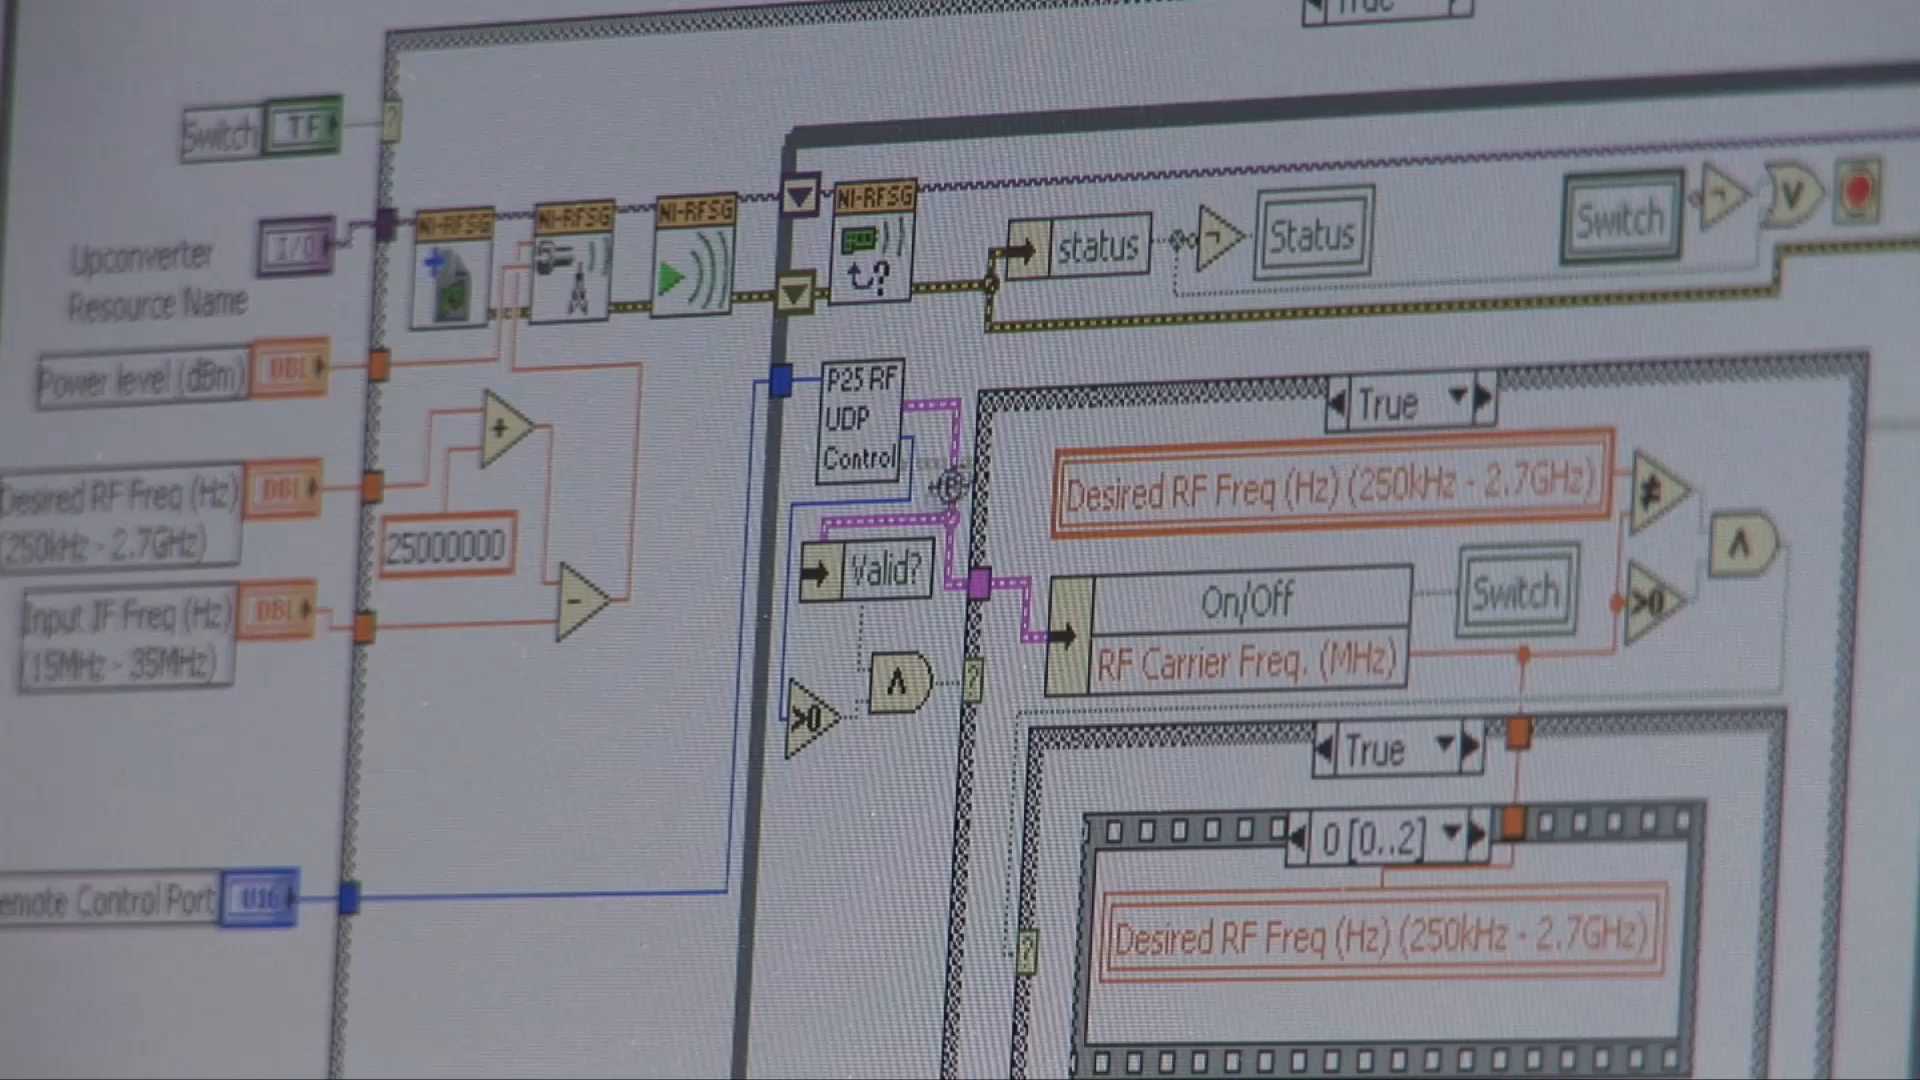 True
Switch
TF
I/O
Upconverter
Resource Name
NI-RFSG
NI-RFSG
NI-RFSG
NI-RFSG
?
status
Status
Switch
V
?
Power level (dBm)
DBL
+
P25 RF
UDP
Control
True
Desired RF Freq (Hz) (250kHz - 2.7GHz)
≠
Desired RF Freq (Hz)
(250kHz - 2.7GHz)
DBL
25000000
Valid?
On/Off
RF Carrier Freq. (MHz)
Switch
>0
Λ
Input IF Freq (Hz)
(15MHz - 35MHz)
DBL
-
>0
Λ
?
True
0 [0..2]
Desired RF Freq (Hz) (250kHz - 2.7GHz)
?
emote Control Port
U16